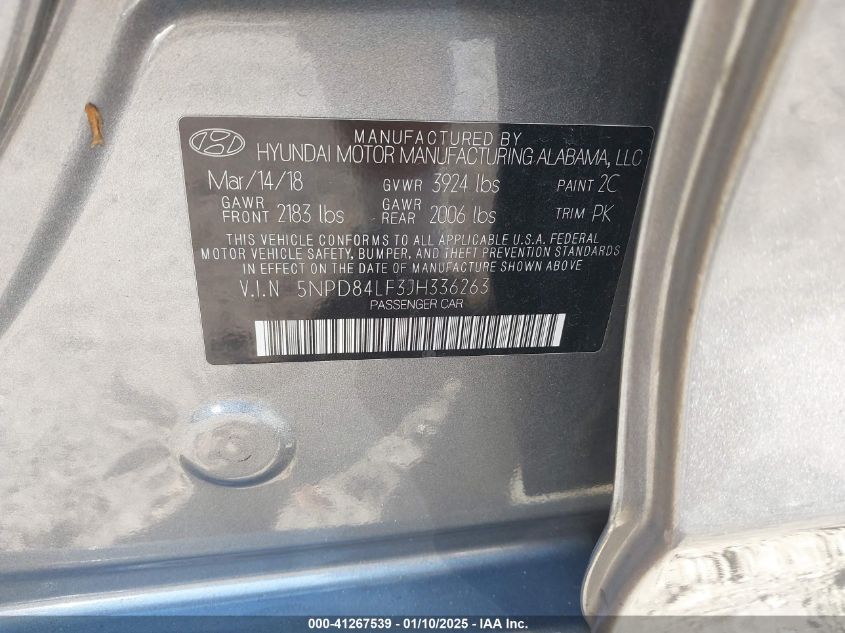 MANUFACTURED BY
HYUNDAI MOTOR MANUFACTURING ALABAMA, LLC
Mar/14/18 GVWR 3924 lbs PAINT 2C
GAWR FRONT 2183 lbs GAWR REAR 2006 lbs TRIM PK
THIS VEHICLE CONFORMS TO ALL APPLICABLE U.S.A. FEDERAL
MOTOR VEHICLE SAFETY, BUMPER, AND THEFT PREVENTION STANDARDS
IN EFFECT ON THE DATE OF MANUFACTURE SHOWN ABOVE
V.I.N 5NPD84LF3JH336263
PASSENGER CAR
000-41267539 - 01/10/2025 - IAA Inc.